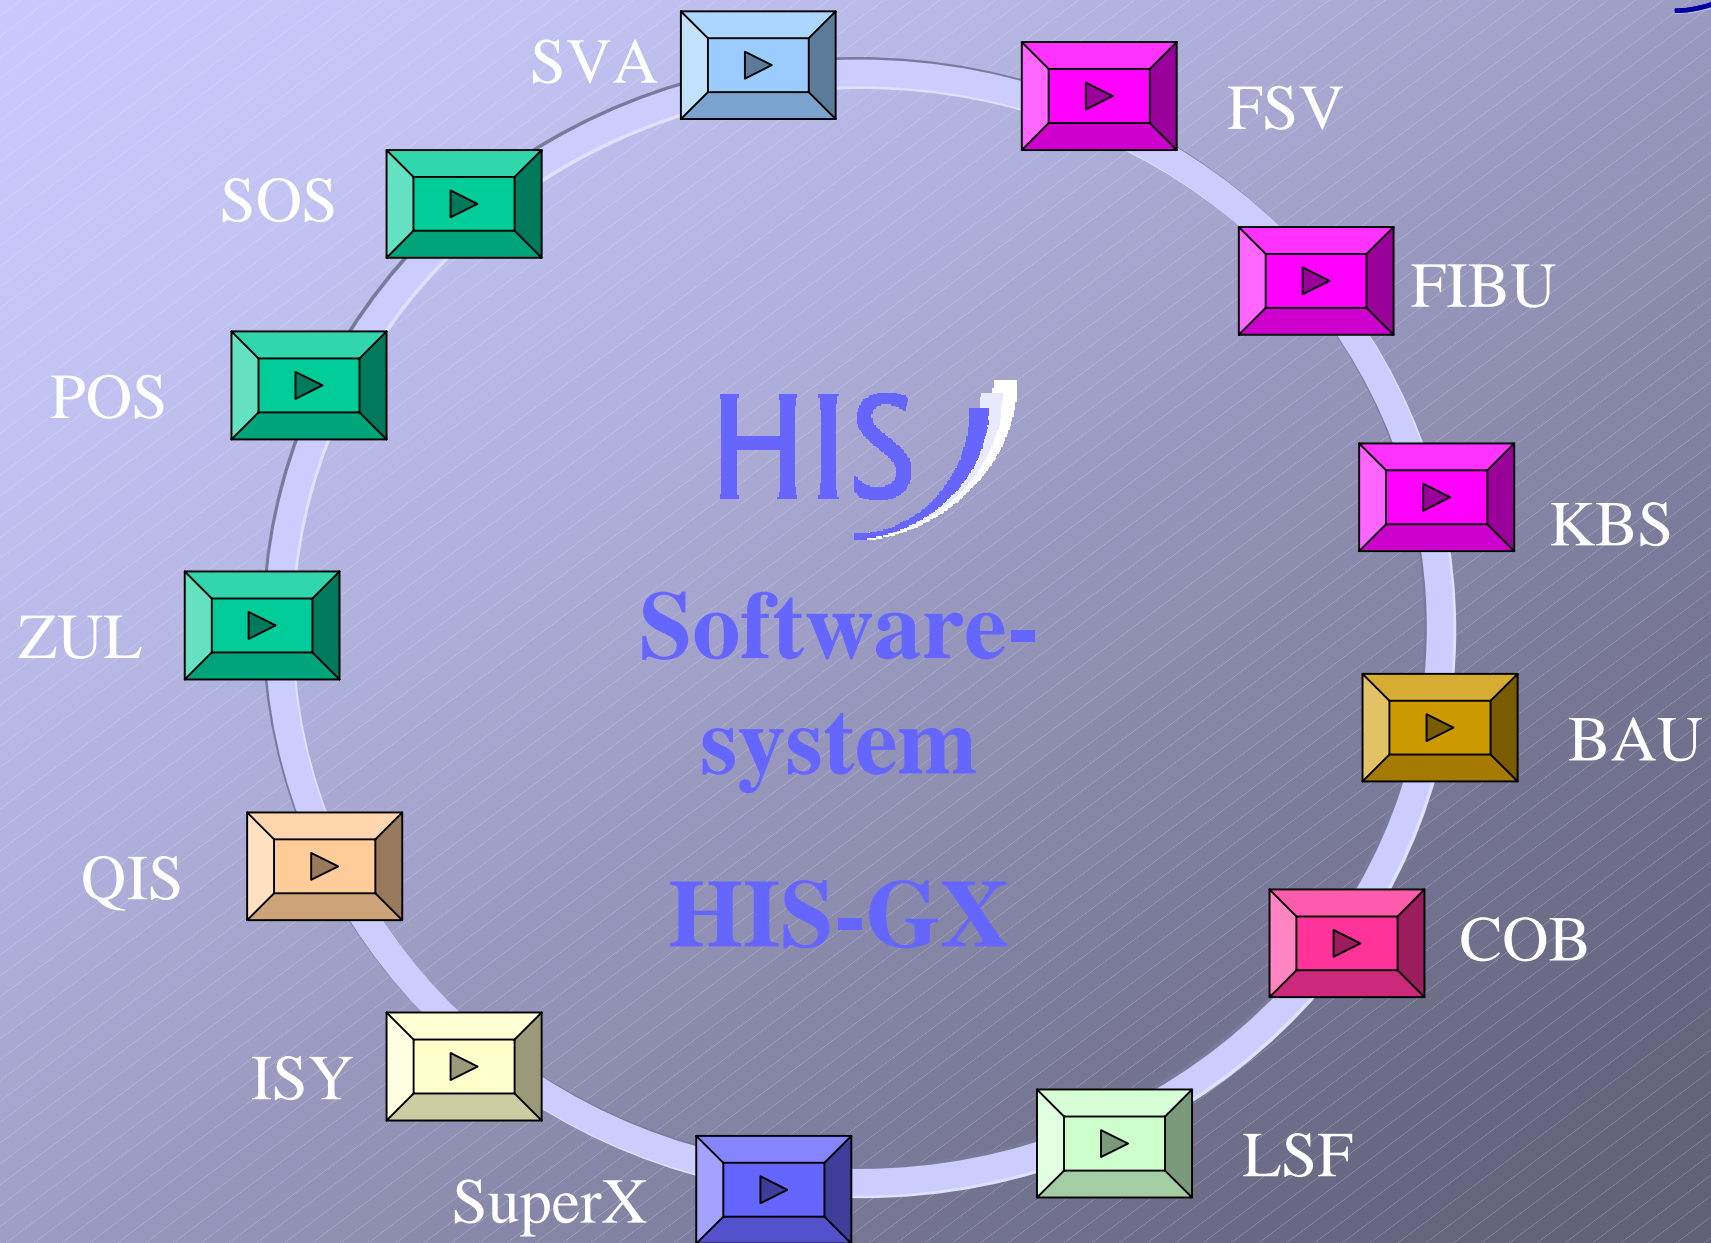 SVA
FSV
SOS
FIBU
POS
HIS
KBS
Software-
ZUL
system
BAU
QIS
HIS-GX
COB
ISY
LSF
SuperX